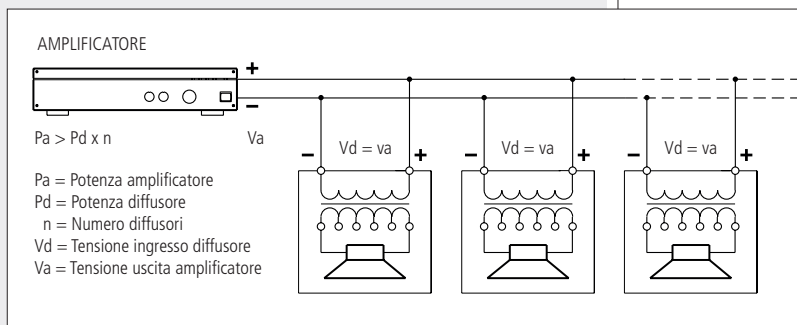 AMPLIFICATORE
+
–
Pa > Pd x n Va
– Vd = va + – Vd = va + – Vd = va +
Pa = Potenza amplificatore
Pd = Potenza diffusore
n = Numero diffusori
Vd = Tensione ingresso diffusore
Va = Tensione uscita amplificatore